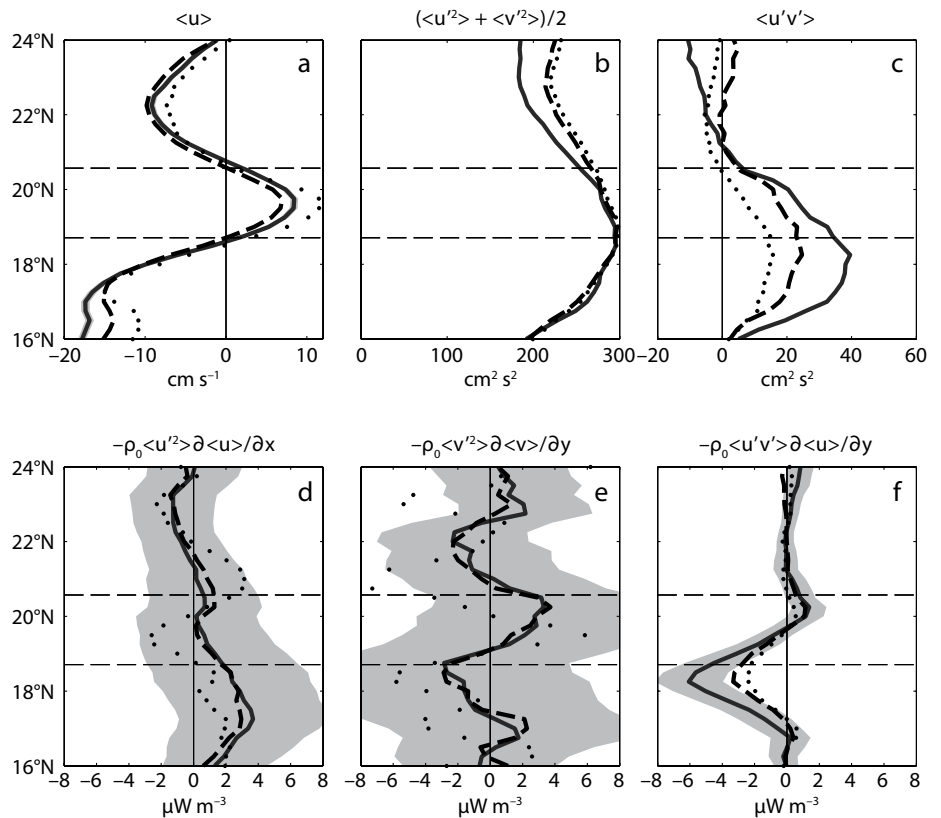 <u>
(<u′²> + <v′²>)/2
<u′v′>
24°N
22°N
20°N
18°N
16°N
a
b
c
−20 −10 0 10
0 100 200 300
−20 0 20 40 60
cm s⁻¹
cm² s²
cm² s²
−ρ₀<u′²>∂<u>/∂x
−ρ₀<v′²>∂<v>/∂y
−ρ₀<u′v′>∂<u>/∂y
24°N
22°N
20°N
18°N
16°N
d
e
f
−8 −6 −4 −2 0 2 4 6 8
−8 −6 −4 −2 0 2 4 6 8
−8 −6 −4 −2 0 2 4 6 8
μW m⁻³
μW m⁻³
μW m⁻³